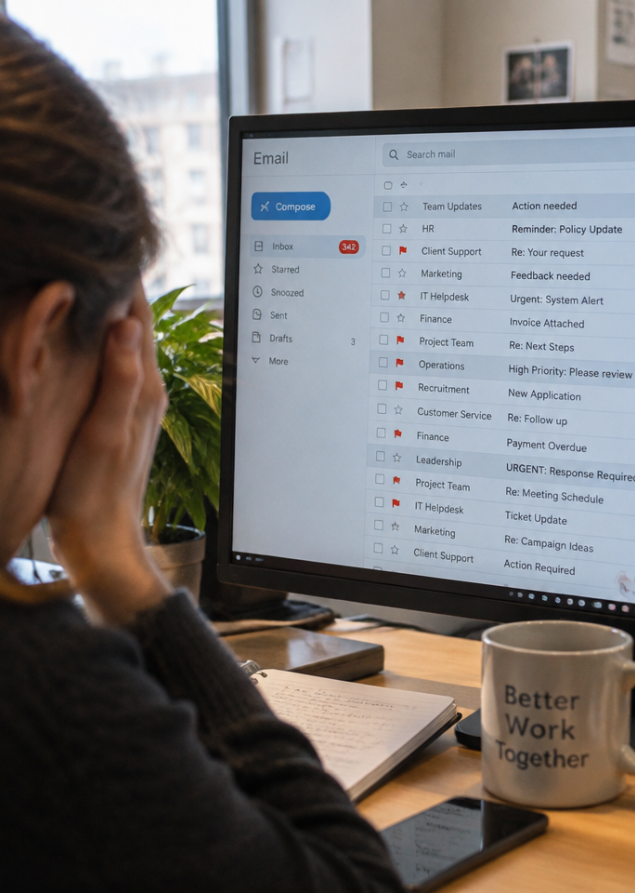 Email
Search mail
Compose
Inbox 342
Starred
Snoozed
Sent
Drafts 3
More
Team Updates Action needed
HR Reminder: Policy Update
Client Support Re: Your request
Marketing Feedback needed
IT Helpdesk Urgent: System Alert
Finance Invoice Attached
Project Team Re: Next Steps
Operations High Priority: Please review
Recruitment New Application
Customer Service Re: Follow up
Finance Payment Overdue
Leadership URGENT: Response Required
Project Team Re: Meeting Schedule
IT Helpdesk Ticket Update
Marketing Re: Campaign Ideas
Client Support Action Required
Better
Work
Together